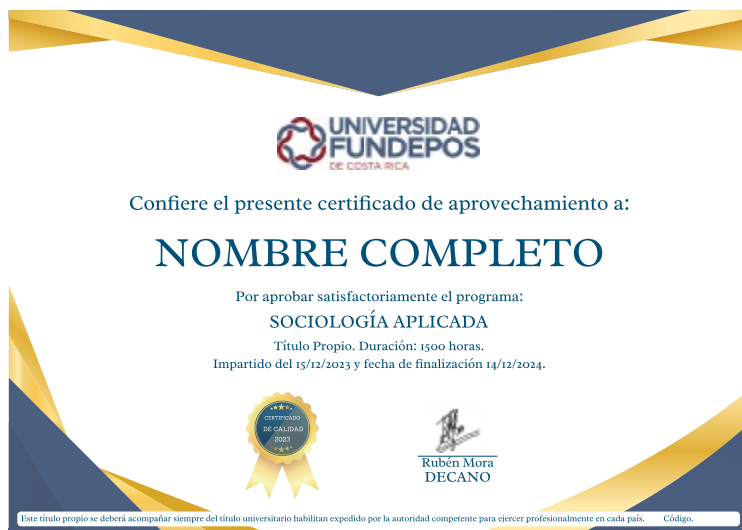 UNIVERSIDAD
FUNDEPOS
DE COSTA RICA
Confiere el presente certificado de aprovechamiento a:
NOMBRE COMPLETO
Por aprobar satisfactoriamente el programa:
SOCIOLOGÍA APLICADA
Título Propio. Duración: 1500 horas.
Impartido del 15/12/2023 y fecha de finalización 14/12/2024.
CERTIFICADO
DE CALIDAD
2023
Rubén Mora
DECANO
Este título propio se deberá acompañar siempre del título universitario habilitan expedido por la autoridad competente para ejercer profesionalmente en cada país. Código.